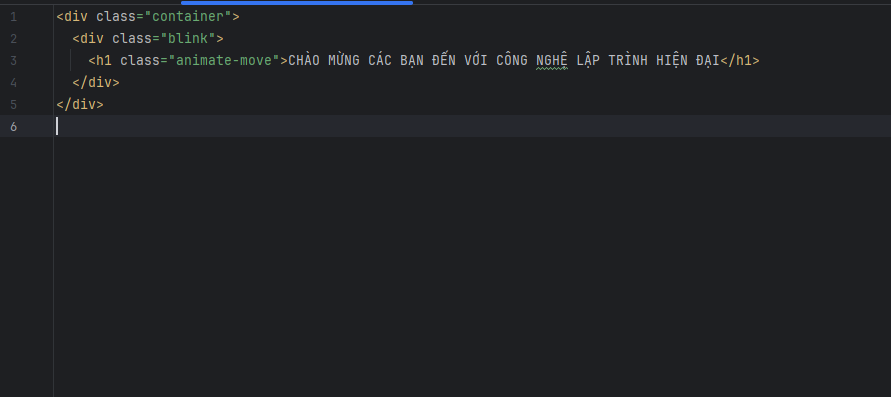 1 <div class="container">
2 <div class="blink">
3 <h1 class="animate-move">CHÀO MỪNG CÁC BẠN ĐẾN VỚI CÔNG NGHỆ LẬP TRÌNH HIỆN ĐẠI</h1>
4 </div>
5 </div>
6